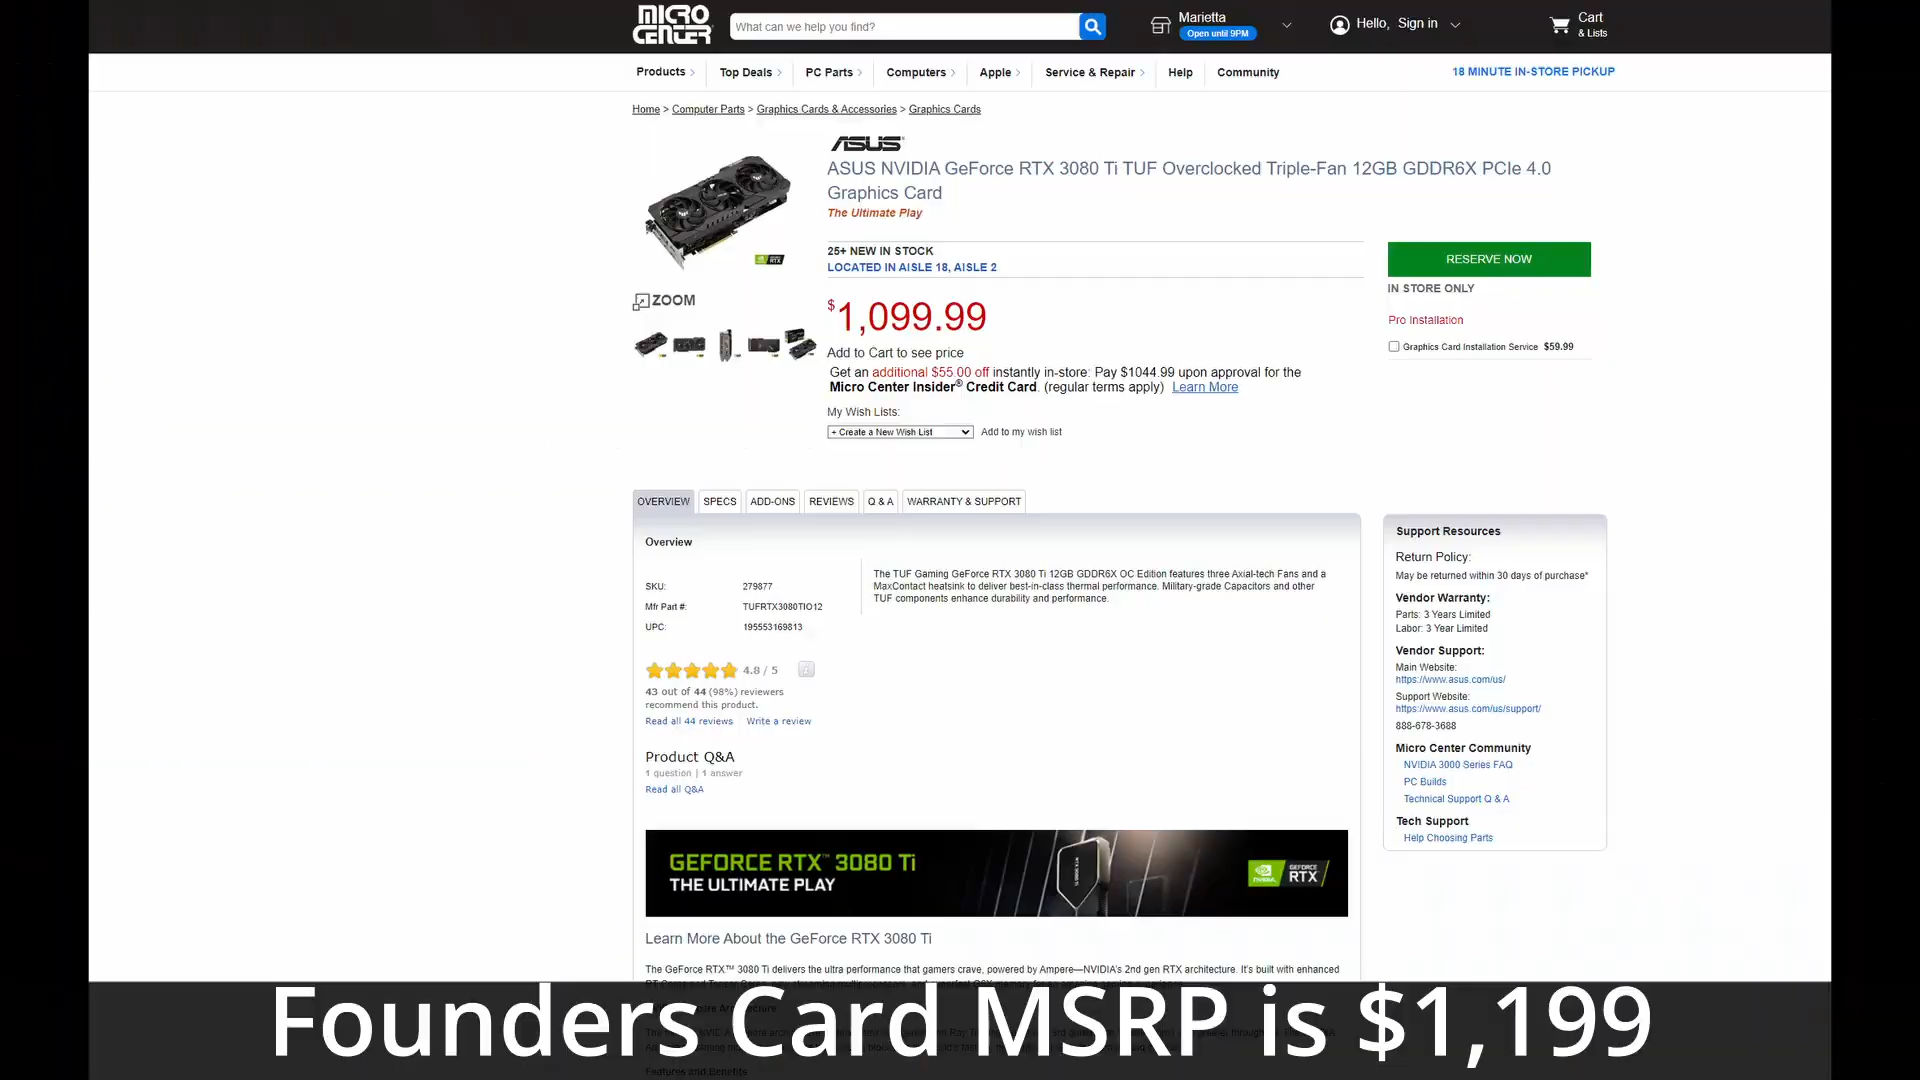 MICRO CENTER
What can we help you find?
Marietta
Open until 9PM
Hello, Sign in
Cart
& Lists
Products
Top Deals
PC Parts
Computers
Apple
Service & Repair
Help
Community
18 MINUTE IN-STORE PICKUP
Home > Computer Parts > Graphics Cards & Accessories > Graphics Cards
ASUS
ASUS NVIDIA GeForce RTX 3080 Ti TUF Overclocked Triple-Fan 12GB GDDR6X PCIe 4.0
Graphics Card
The Ultimate Play
25+ NEW IN STOCK
LOCATED IN AISLE 18, AISLE 2
RESERVE NOW
IN STORE ONLY
Pro Installation
Graphics Card Installation Service $59.99
ZOOM
$1,099.99
Add to Cart to see price
Get an additional $55.00 off instantly in-store: Pay $1044.99 upon approval for the
Micro Center Insider® Credit Card. (regular terms apply) Learn More
My Wish Lists:
+ Create a New Wish List
Add to my wish list
OVERVIEW
SPECS
ADD-ONS
REVIEWS
Q & A
WARRANTY & SUPPORT
Overview
SKU: 279877
Mfr Part #: TUFRTX3080TIO12
UPC: 195553169813
The TUF Gaming GeForce RTX 3080 Ti 12GB GDDR6X OC Edition features three Axial-tech Fans and a
MaxContact heatsink to deliver best-in-class thermal performance. Military-grade Capacitors and other
TUF components enhance durability and performance.
4.8 / 5
43 out of 44 (98%) reviewers
recommend this product.
Read all 44 reviews
Write a review
Product Q&A
1 question | 1 answer
Read all Q&A
Support Resources
Return Policy:
May be returned within 30 days of purchase*
Vendor Warranty:
Parts: 3 Years Limited
Labor: 3 Year Limited
Vendor Support:
Main Website:
https://www.asus.com/us/
Support Website:
https://www.asus.com/us/support/
888-678-3688
Micro Center Community
NVIDIA 3000 Series FAQ
PC Builds
Technical Support Q & A
Tech Support
Help Choosing Parts
GEFORCE RTX™ 3080 Ti
THE ULTIMATE PLAY
NVIDIA
GEFORCE
RTX
Learn More About the GeForce RTX 3080 Ti
The GeForce RTX™ 3080 Ti delivers the ultra performance that gamers crave, powered by Ampere—NVIDIA's 2nd gen RTX architecture. It's built with enhanced
Founders Card MSRP is $1,199
Features and Benefits